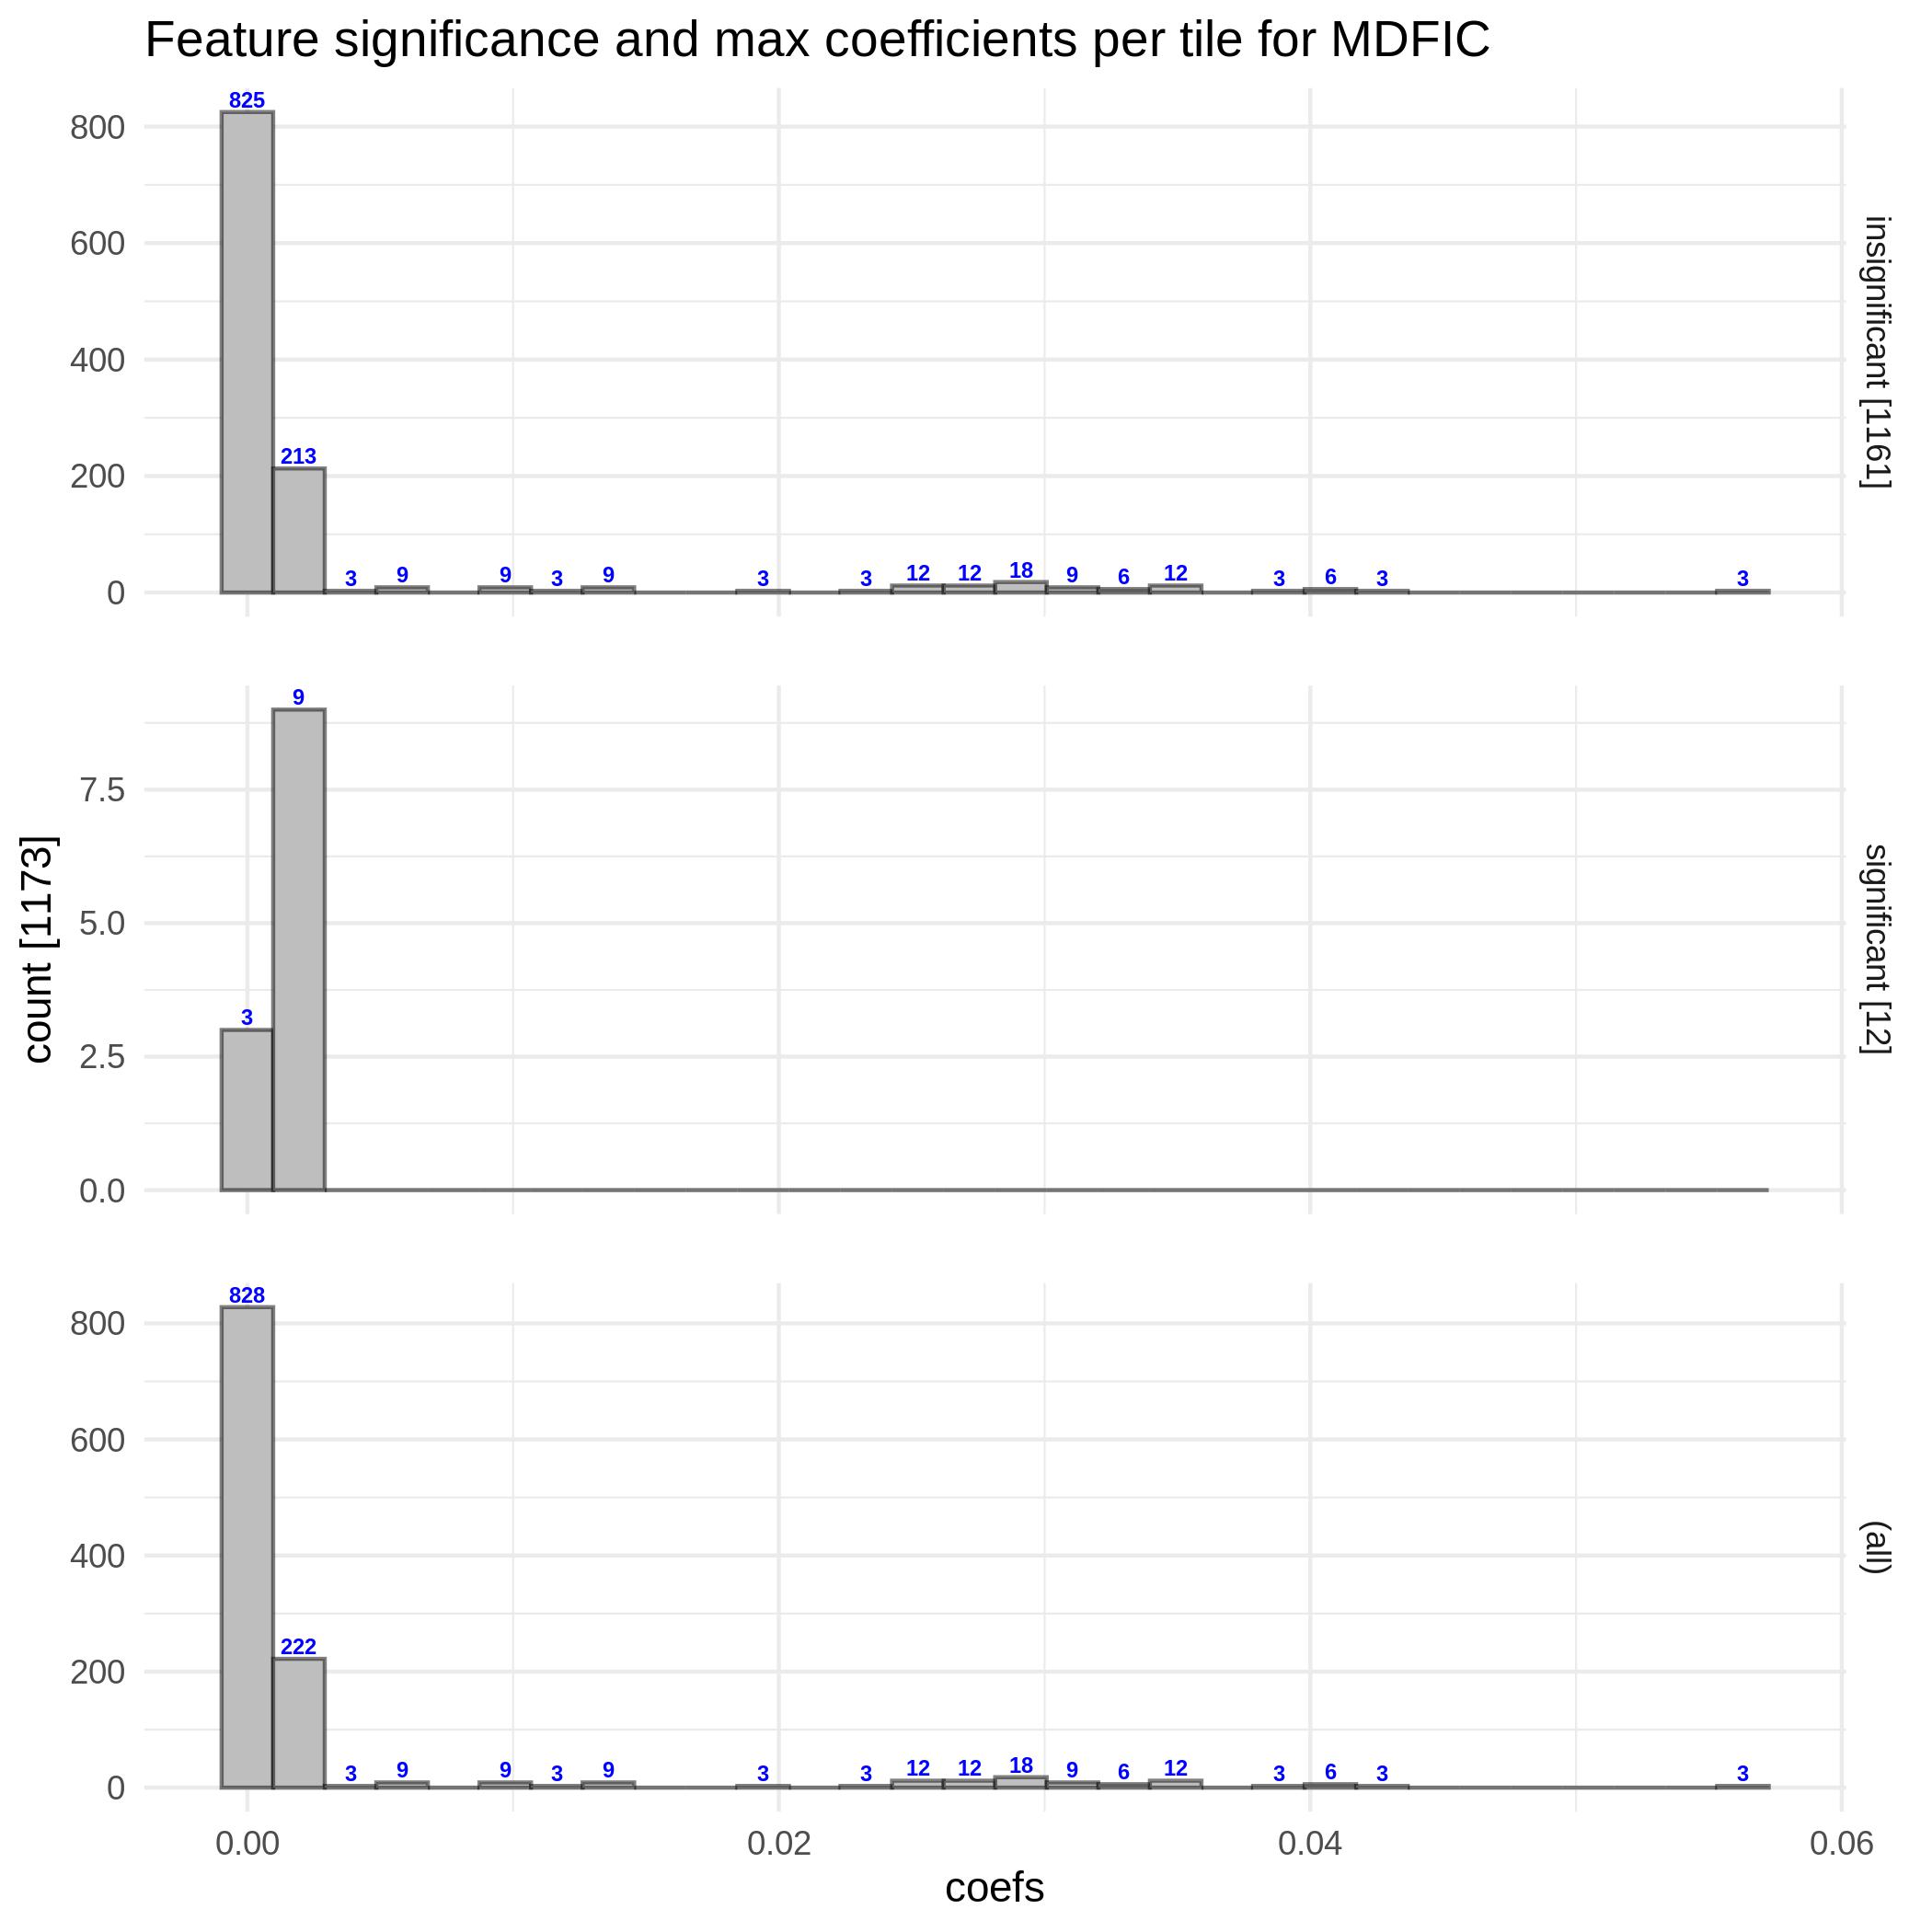 Feature significance and max coefficients per tile for MDFIC
825
800
600
400
213
200
3 9 9 3 9 3 3 12 12 18 9 6 12 3 6 3 3
0
insignificant [1161]
9
7.5
5.0
3
2.5
0.0
significant [12]
count [1173]
828
800
600
400
222
200
3 9 9 3 9 3 3 12 12 18 9 6 12 3 6 3 3
0
(all)
0.00 0.02 0.04 0.06
coefs